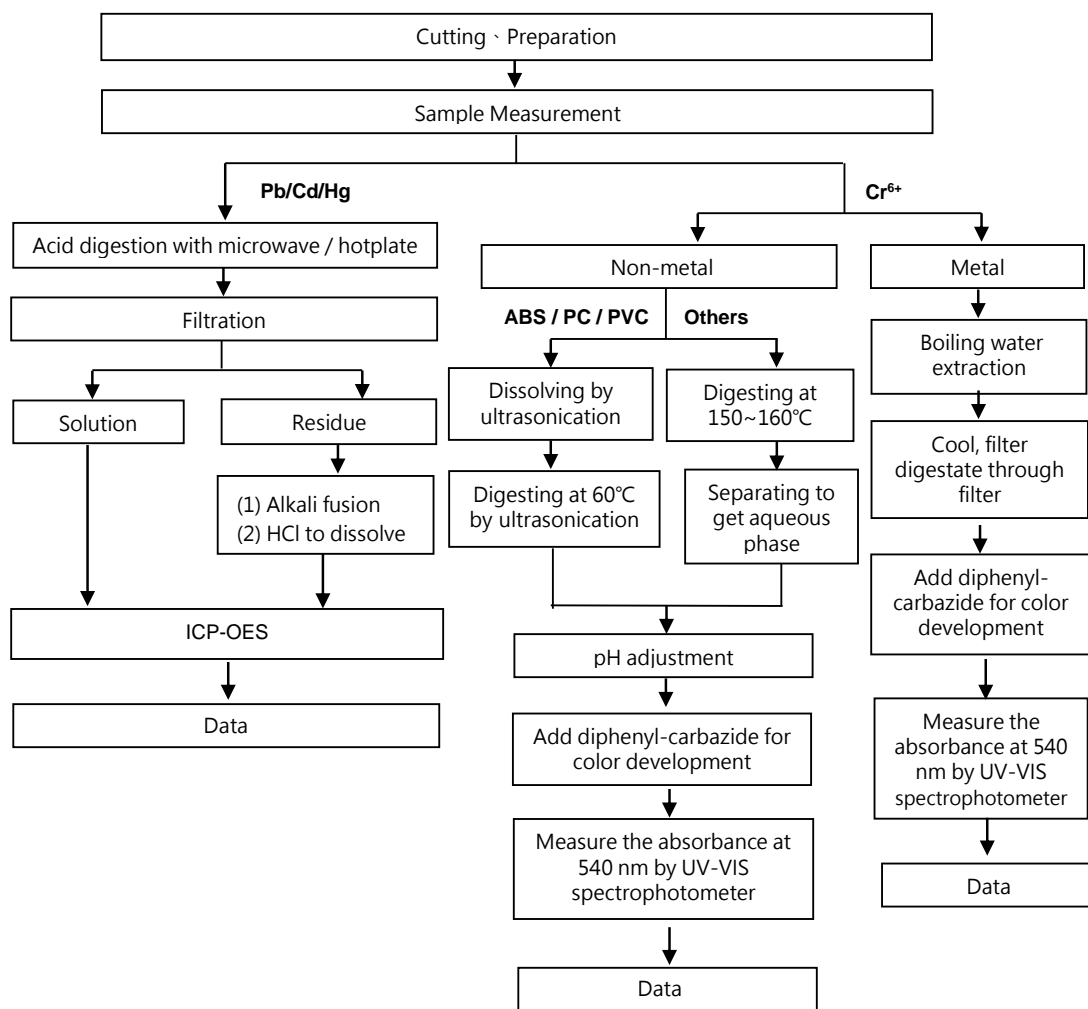 Cutting、Preparation
Sample Measurement
Pb/Cd/Hg
Cr⁶⁺
Acid digestion with microwave / hotplate
Filtration
Solution
Residue
(1) Alkali fusion
(2) HCl to dissolve
ICP-OES
Data
Non-metal
ABS / PC / PVC
Others
Dissolving by
ultrasonication
Digesting at 60℃
by ultrasonication
Digesting at
150~160℃
Separating to
get aqueous
phase
pH adjustment
Add diphenyl-carbazide for
color development
Measure the absorbance at
540 nm by UV-VIS
spectrophotometer
Data
Metal
Boiling water
extraction
Cool, filter
digestate through
filter
Add diphenyl-
carbazide for color
development
Measure the
absorbance at 540
nm by UV-VIS
spectrophotometer
Data